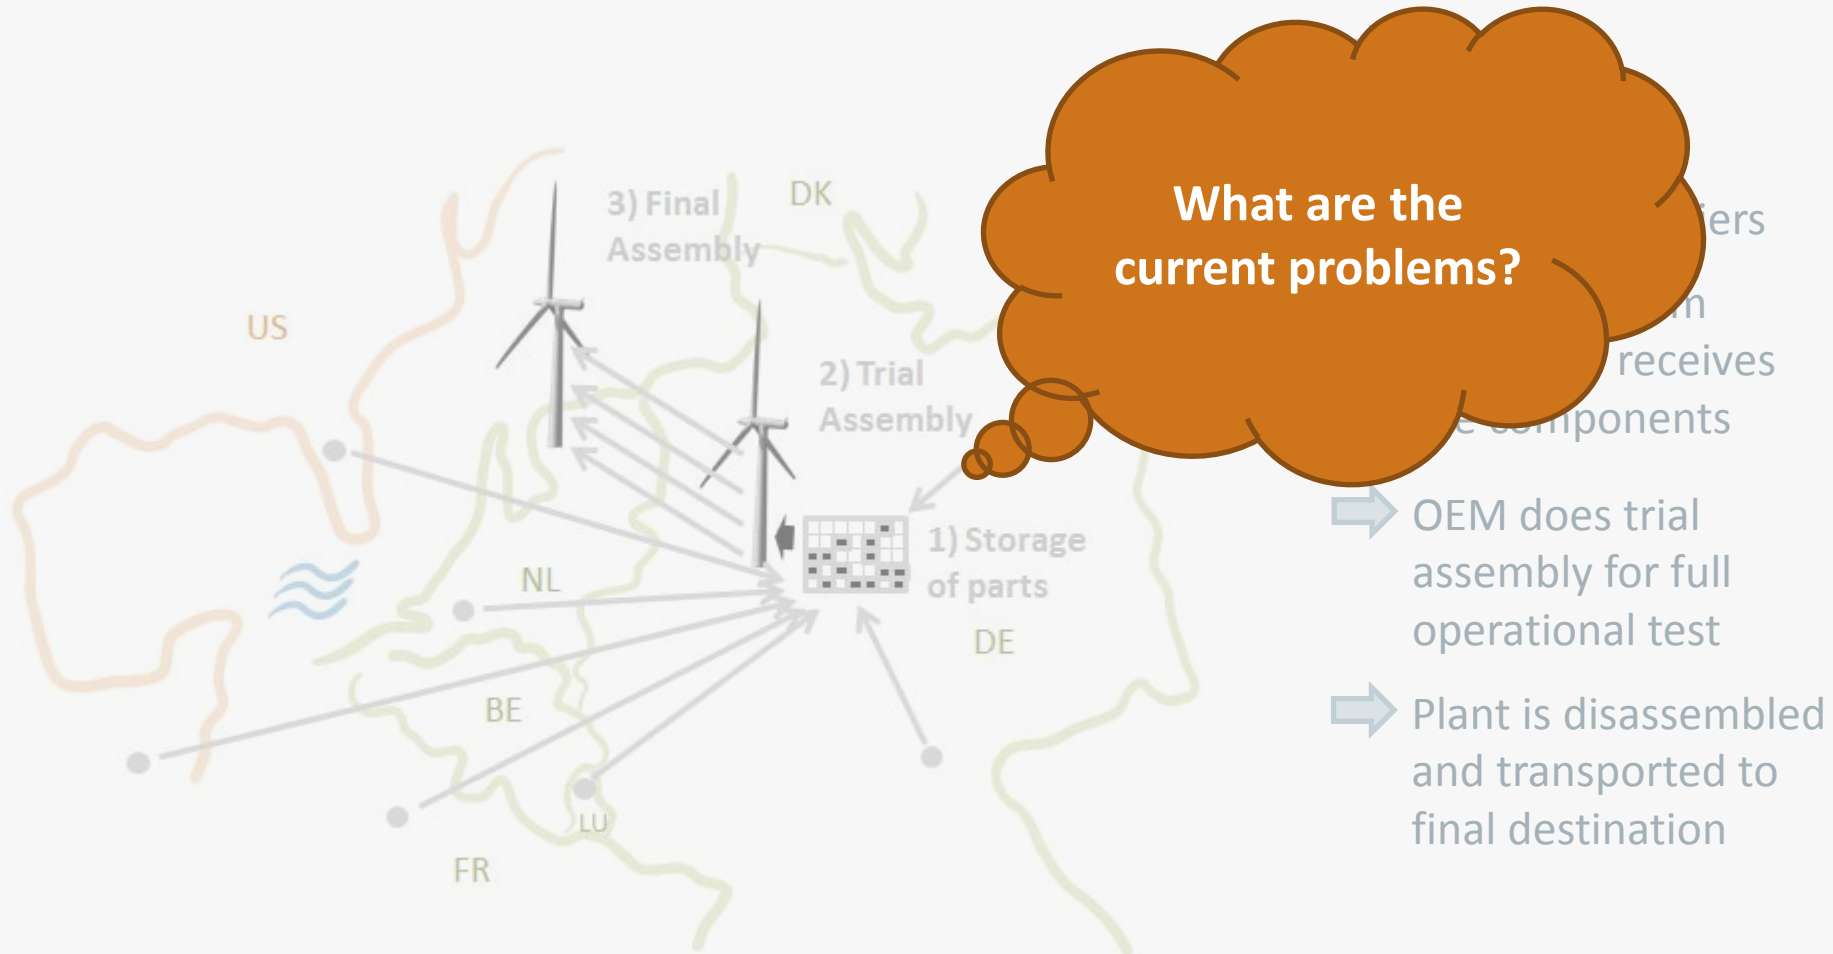 What are the
current problems?
3) Final
Assembly
DK
US
2) Trial
Assembly
1) Storage
of parts
NL
DE
BE
LU
FR
receives
components
OEM does trial
assembly for full
operational test
Plant is disassembled
and transported to
final destination